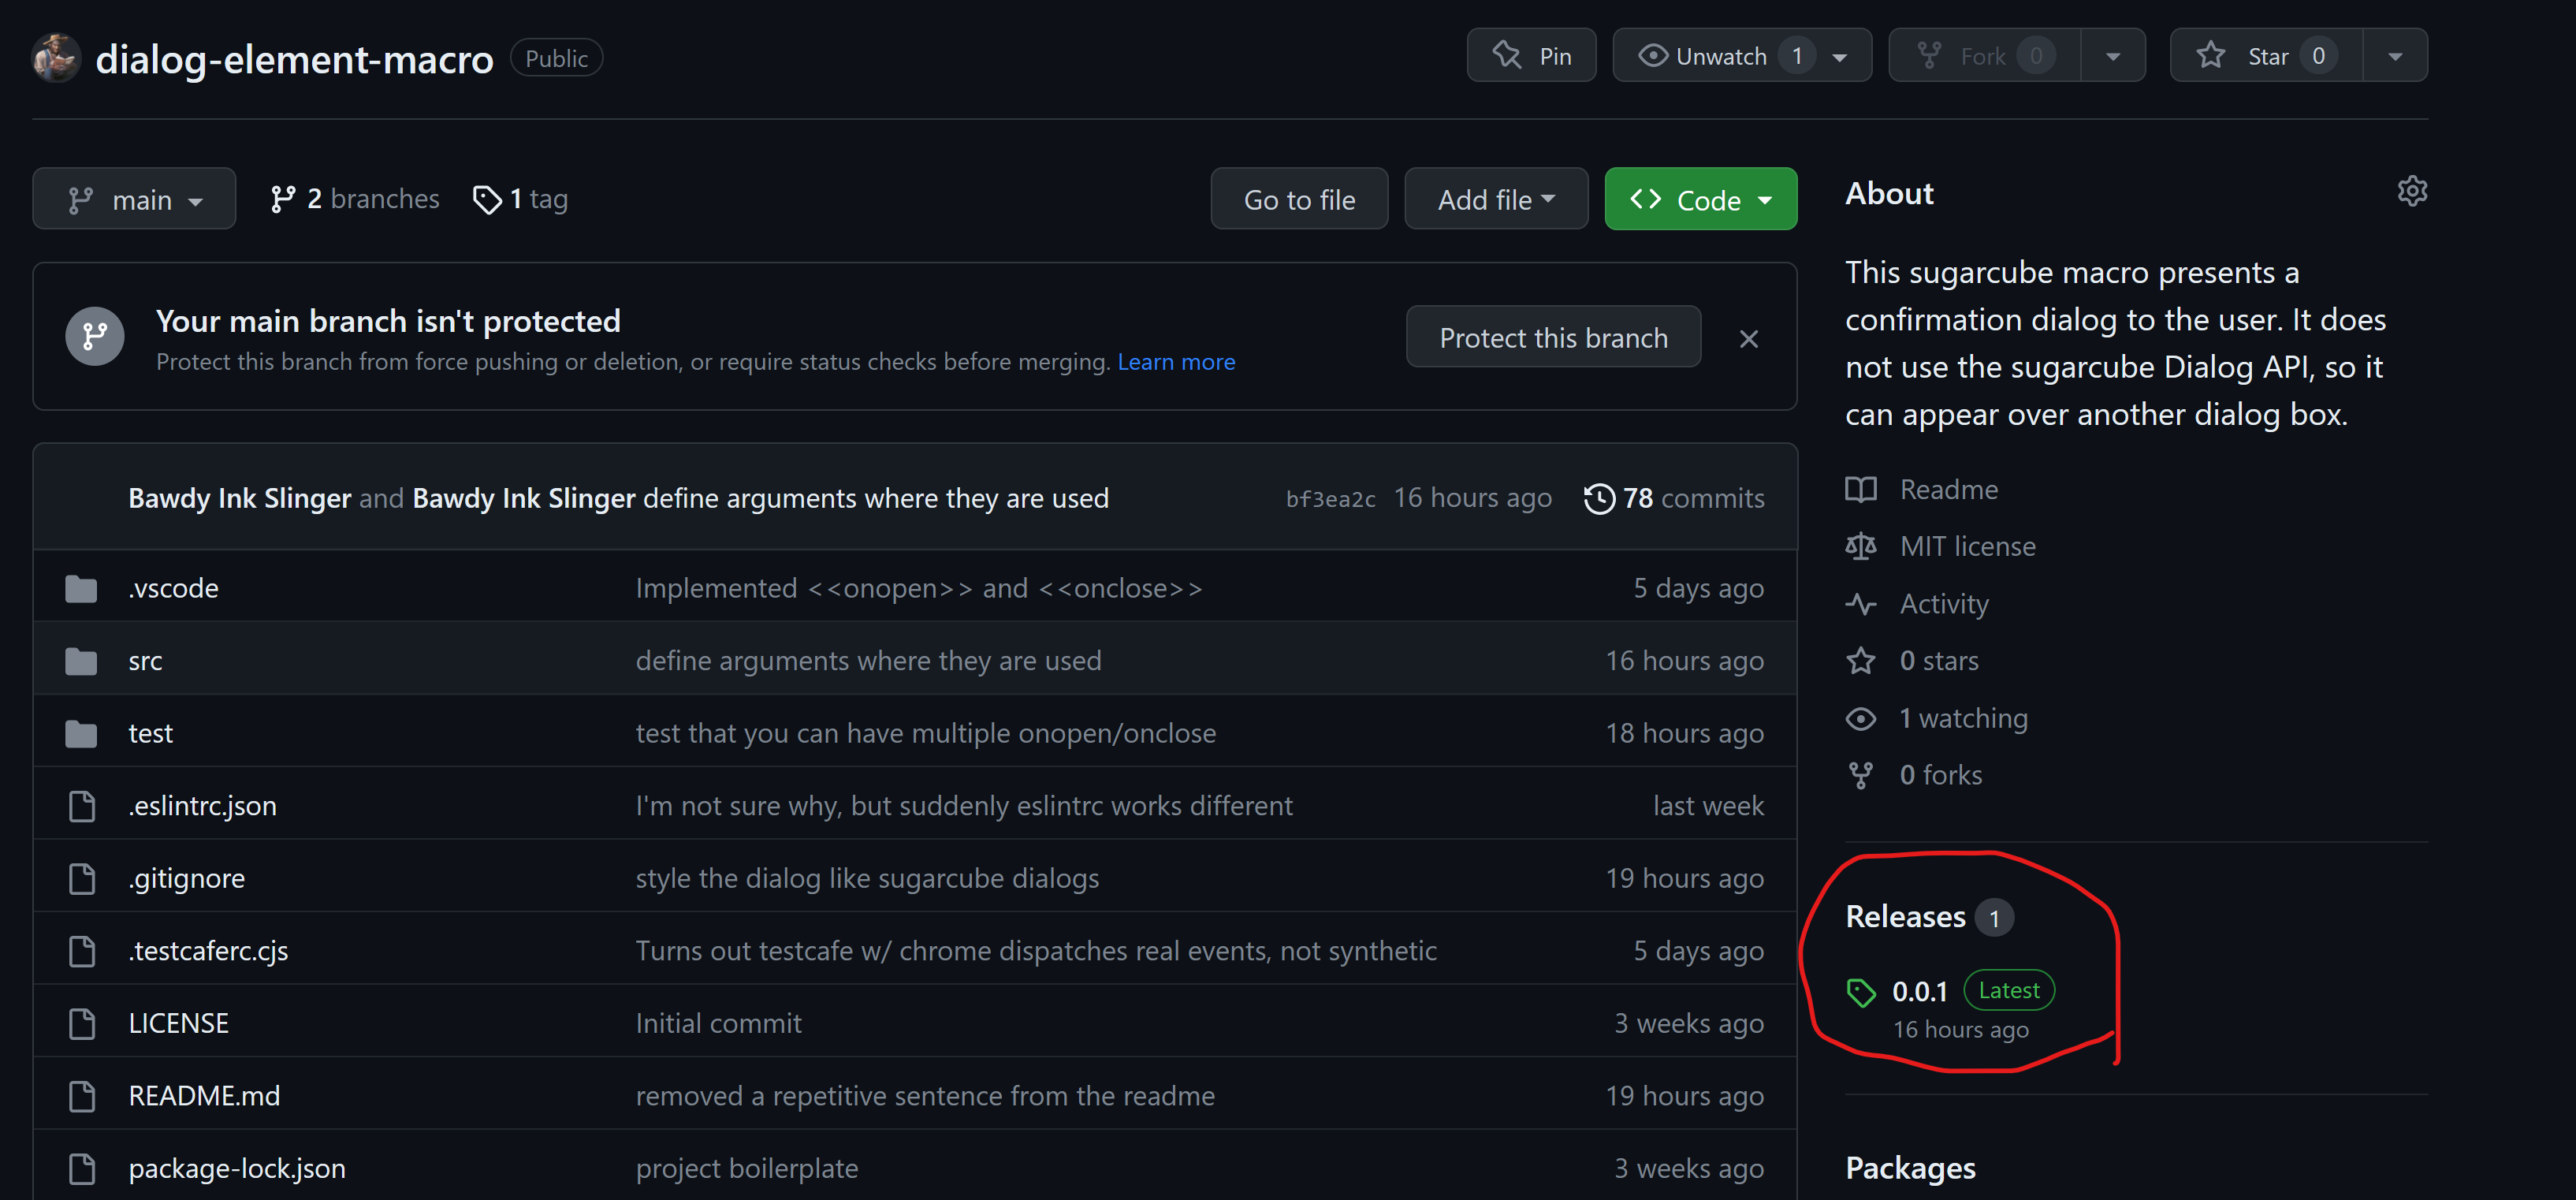 dialog-element-macro Public
Pin Unwatch 1 Fork 0 Star 0
main 2 branches 1 tag Go to file Add file Code
Your main branch isn't protected
Protect this branch from force pushing or deletion, or require status checks before merging. Learn more
Protect this branch
Bawdy Ink Slinger and Bawdy Ink Slinger define arguments where they are used bf3ea2c 16 hours ago 78 commits
.vscode Implemented <<onopen>> and <<onclose>> 5 days ago
src define arguments where they are used 16 hours ago
test test that you can have multiple onopen/onclose 18 hours ago
.eslintrc.json I'm not sure why, but suddenly eslintrc works different last week
.gitignore style the dialog like sugarcube dialogs 19 hours ago
.testcaferc.cjs Turns out testcafe w/ chrome dispatches real events, not synthetic 5 days ago
LICENSE Initial commit 3 weeks ago
README.md removed a repetitive sentence from the readme 19 hours ago
package-lock.json project boilerplate 3 weeks ago
About
This sugarcube macro presents a
confirmation dialog to the user. It does
not use the sugarcube Dialog API, so it
can appear over another dialog box.
Readme
MIT license
Activity
0 stars
1 watching
0 forks
Releases 1
0.0.1 Latest
16 hours ago
Packages